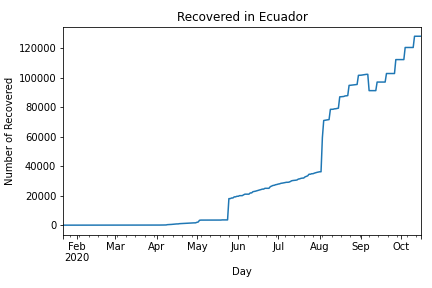 Recovered in Ecuador
Number of Recovered
120000
100000
80000
60000
40000
20000
0
Feb Mar Apr May Jun Jul Aug Sep Oct
2020
Day